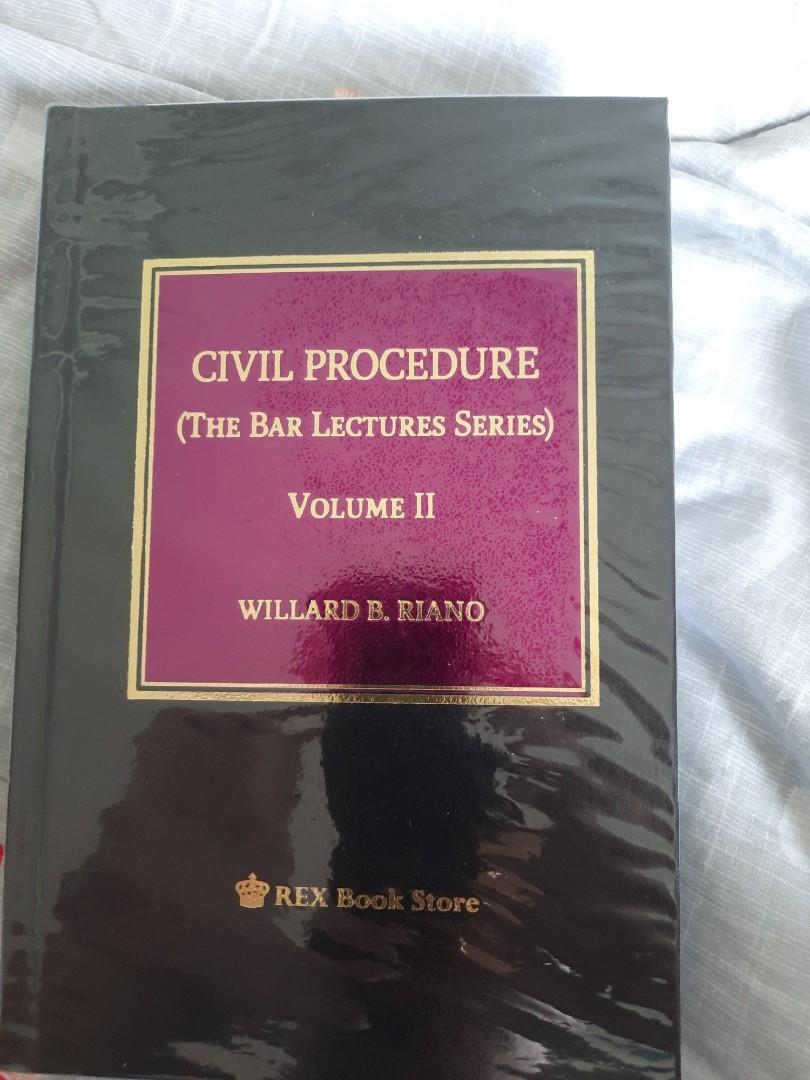 CIVIL PROCEDURE
(THE BAR LECTURES SERIES)
VOLUME II
WILLARD B. RIANO
REX Book Store